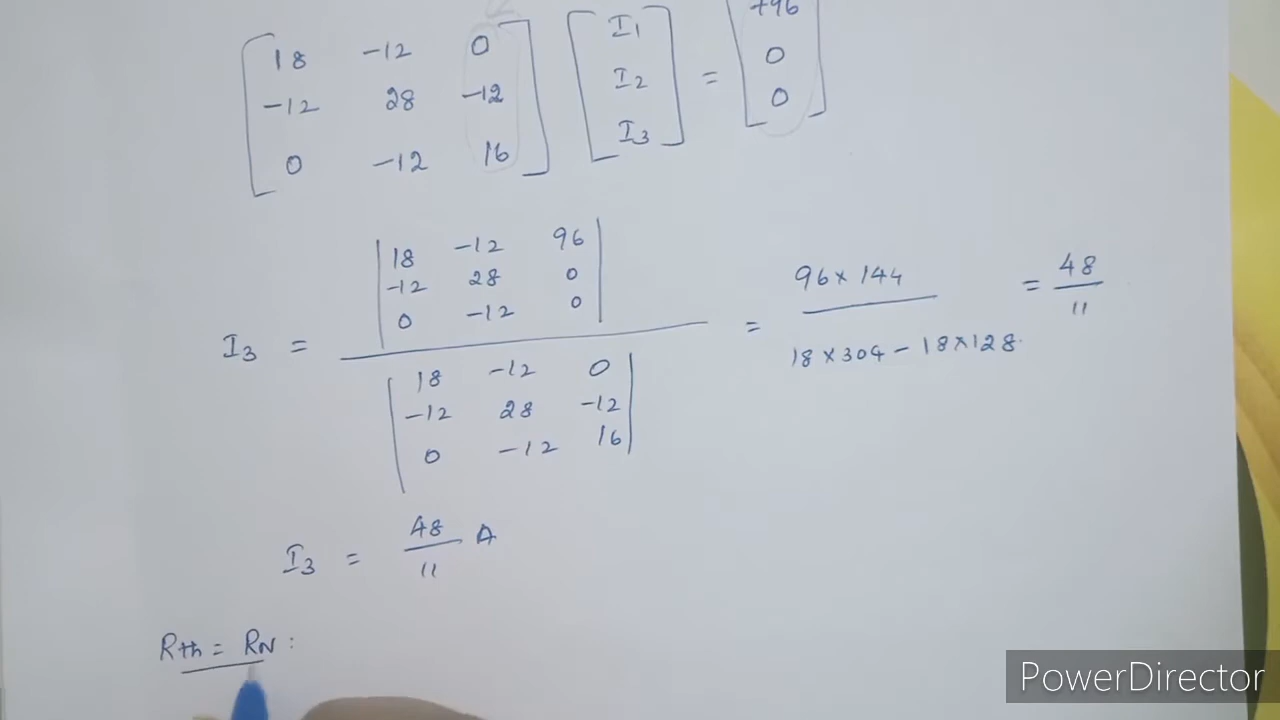 18 -12 0 I1 +96
-12 28 -12 I2 = 0
0 -12 16 I3 0
18 -12 96
-12 28 0
0 -12 0
I3 = = 96 × 144 / 18 × 304 - 18 × 128 = 48 / 11
18 -12 0
-12 28 -12
0 -12 16
I3 = 48 / 11 A
Rth = RN :
PowerDirector